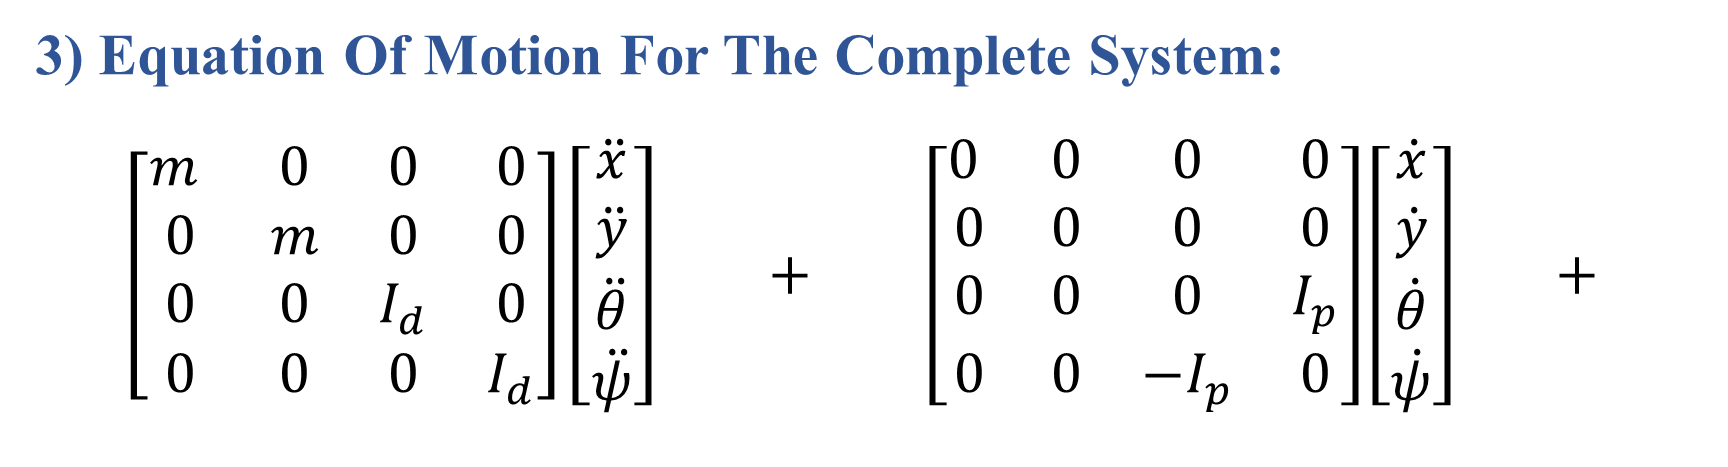 3) Equation Of Motion For The Complete System:
[m 0 0 0] [ẍ] [0 0 0 0] [ẋ]
[0 m 0 0] [ÿ] + [0 0 0 0] [ẏ] +
[0 0 I_d 0] [θ̈] [0 0 0 I_p] [θ̇]
[0 0 0 I_d] [ψ̈] [0 0 −I_p 0] [ψ̇]